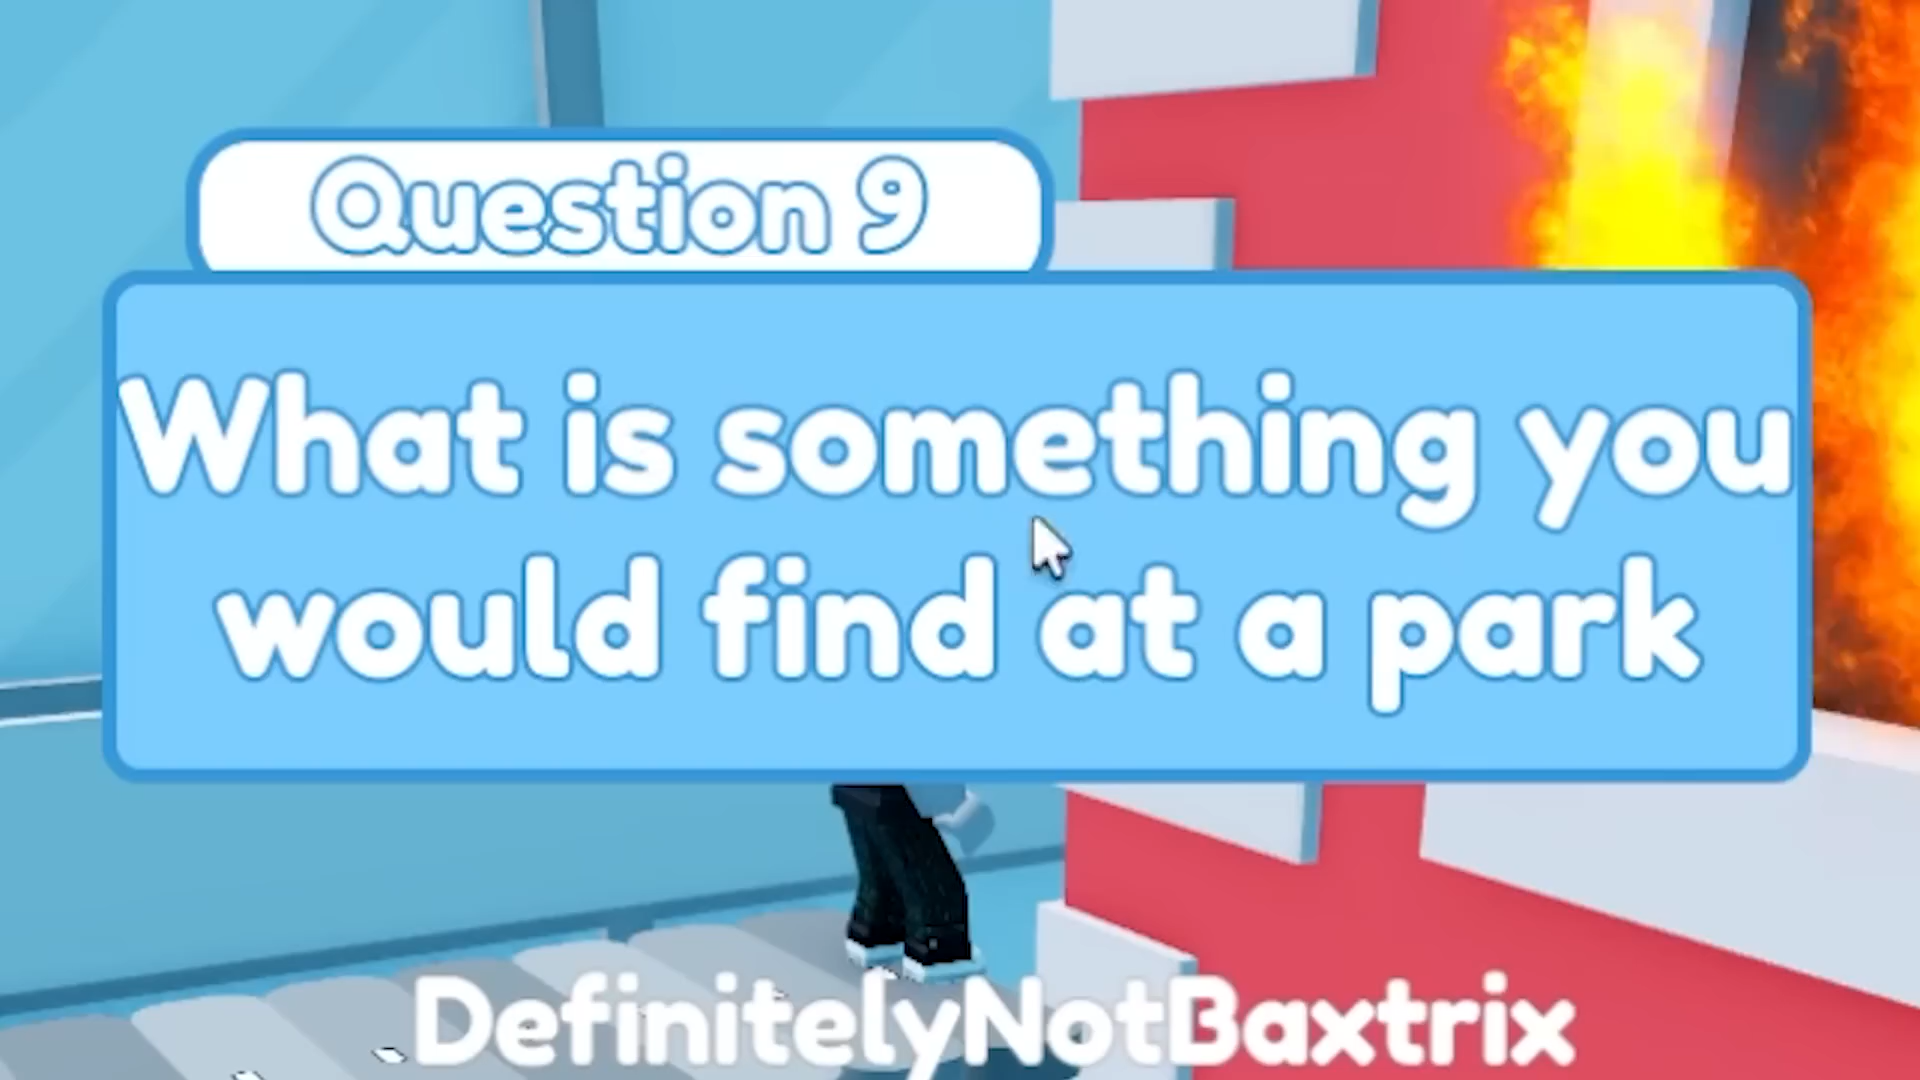 Question 9
What is something you
would find at a park
DefinitelyNotBaxtrix